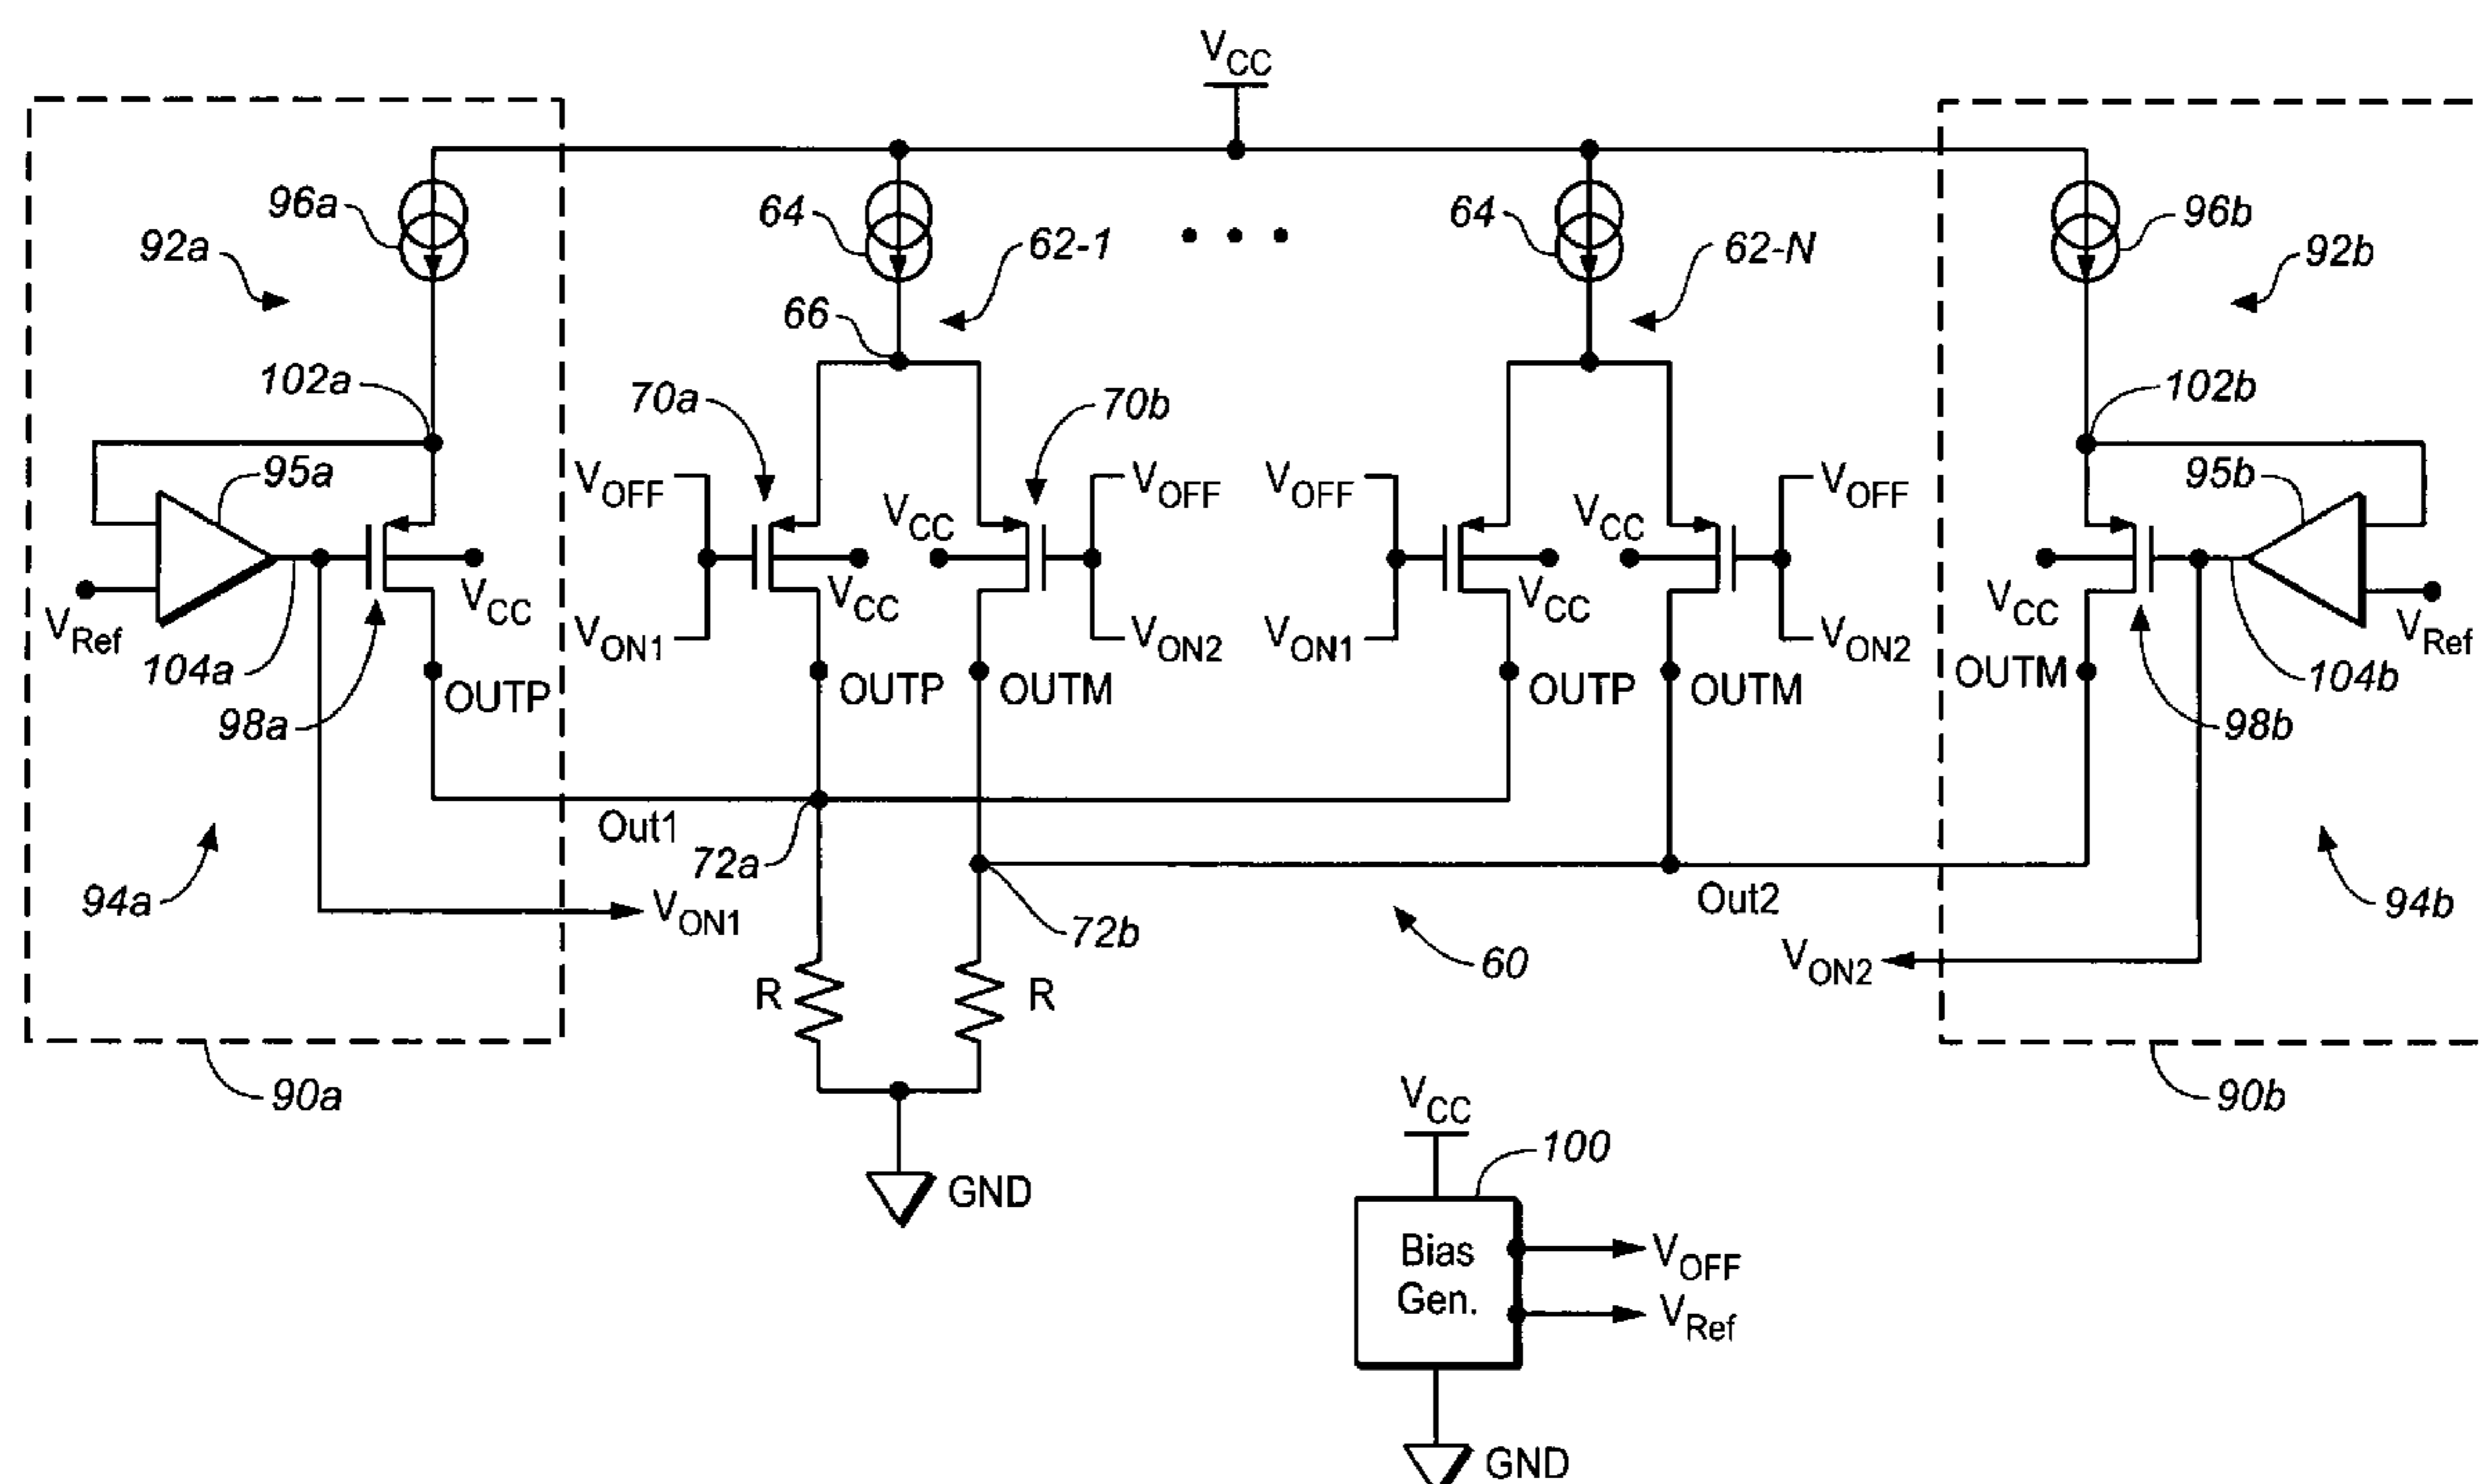 VCC
96a
92a
64
62-1
64
62-N
96b
92b
66
102a
70a
70b
102b
95a
VOFF
VCC
VOFF
VOFF
VCC
VOFF
95b
VRef
VCC
VON1
VCC
VON2
VON1
VCC
VON2
VCC
VRef
104a
OUTP
OUTP
OUTM
OUTP
OUTM
OUTM
104b
98a
98b
Out1
72a
94a
VON1
72b
Out2
94b
60
VON2
R
R
90a
VCC
90b
100
GND
Bias
Gen.
VOFF
VRef
GND